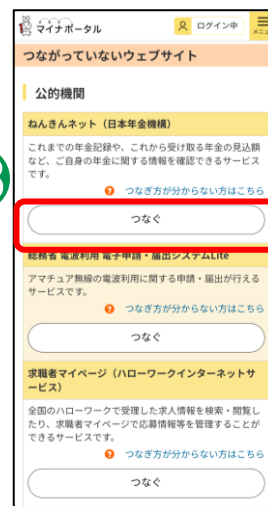 マイナポータル
ログイン中
メニュー
つながっていないウェブサイト
公的機関
ねんきんネット（日本年金機構）
これまでの年金記録や、これから受け取る年金の見込額
など、ご自身の年金に関する情報を確認できるサービス
です。
つなぎ方が分からない方はこちら
つなぐ
総務省 電波利用 電子申請・届出システムLite
アマチュア無線の電波利用に関する申請・届出が行える
サービスです。
つなぎ方が分からない方はこちら
つなぐ
求職者マイページ（ハローワークインターネットサ
ービス）
全国のハローワークで受理した求人情報を検索・閲覧し
たり、求職者マイページで応募情報等を管理することが
できるサービスです。
つなぎ方が分からない方はこちら
つなぐ